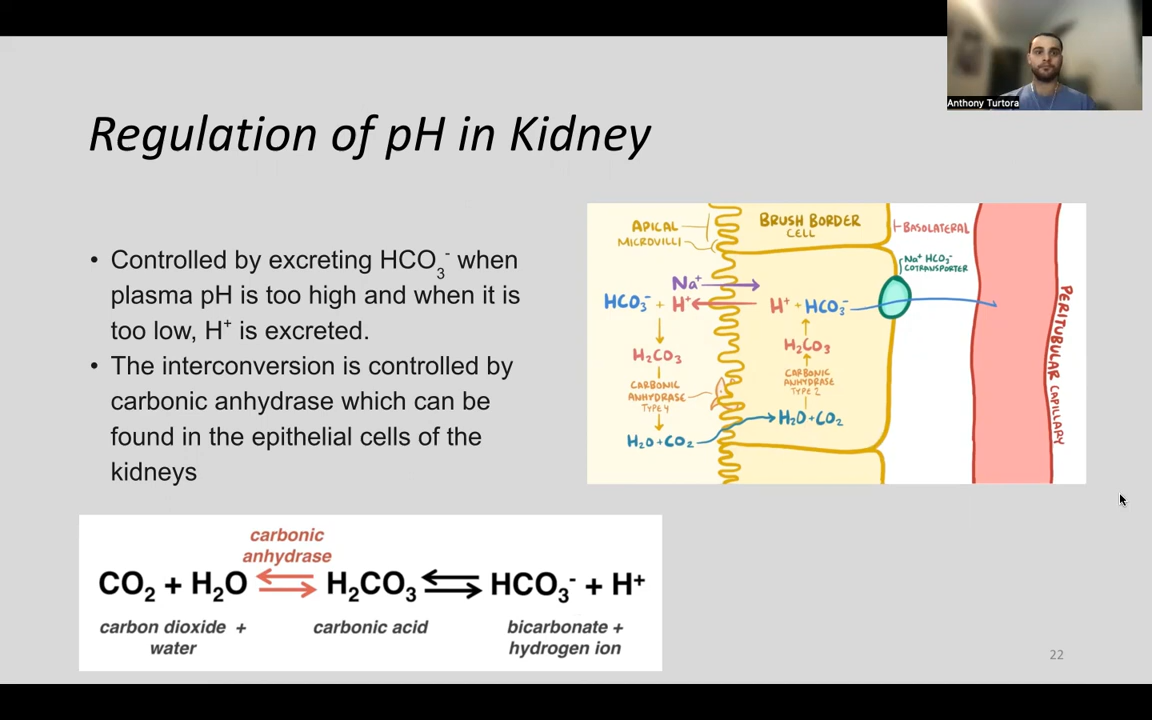 Anthony Turtora
Regulation of pH in Kidney
• Controlled by excreting HCO₃⁻ when
plasma pH is too high and when it is
too low, H⁺ is excreted.
• The interconversion is controlled by
carbonic anhydrase which can be
found in the epithelial cells of the
kidneys
APICAL
MICROVILLI
BRUSH BORDER
CELL
BASOLATERAL
Na⁺ HCO₃⁻
COTRANSPORTER
Na⁺
HCO₃⁻ + H⁺
H₂CO₃
CARBONIC
ANHYDRASE
TYPE 4
H₂O+CO₂
H⁺ + HCO₃⁻
H₂CO₃
CARBONIC
ANHYDRASE
TYPE 2
H₂O+CO₂
PERITUBULAR CAPILLARY
carbonic
anhydrase
CO₂ + H₂O ⇄ H₂CO₃ ⇄ HCO₃⁻ + H⁺
carbon dioxide + carbonic acid bicarbonate +
water hydrogen ion
22